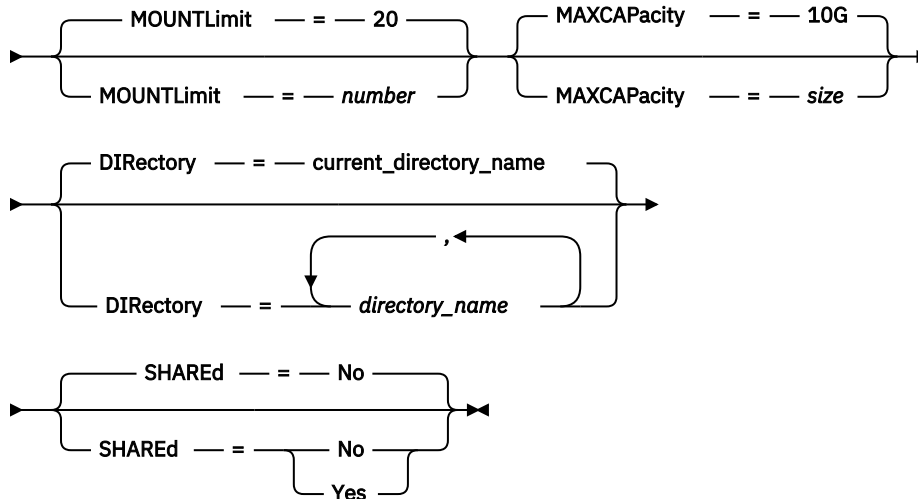 MOUNTLimit = 20
MAXCAPacity = 10G
MOUNTLimit = number
MAXCAPacity = size
DIRectory = current_directory_name
,
DIRectory = directory_name
SHAREd = No
SHAREd = No
Yes